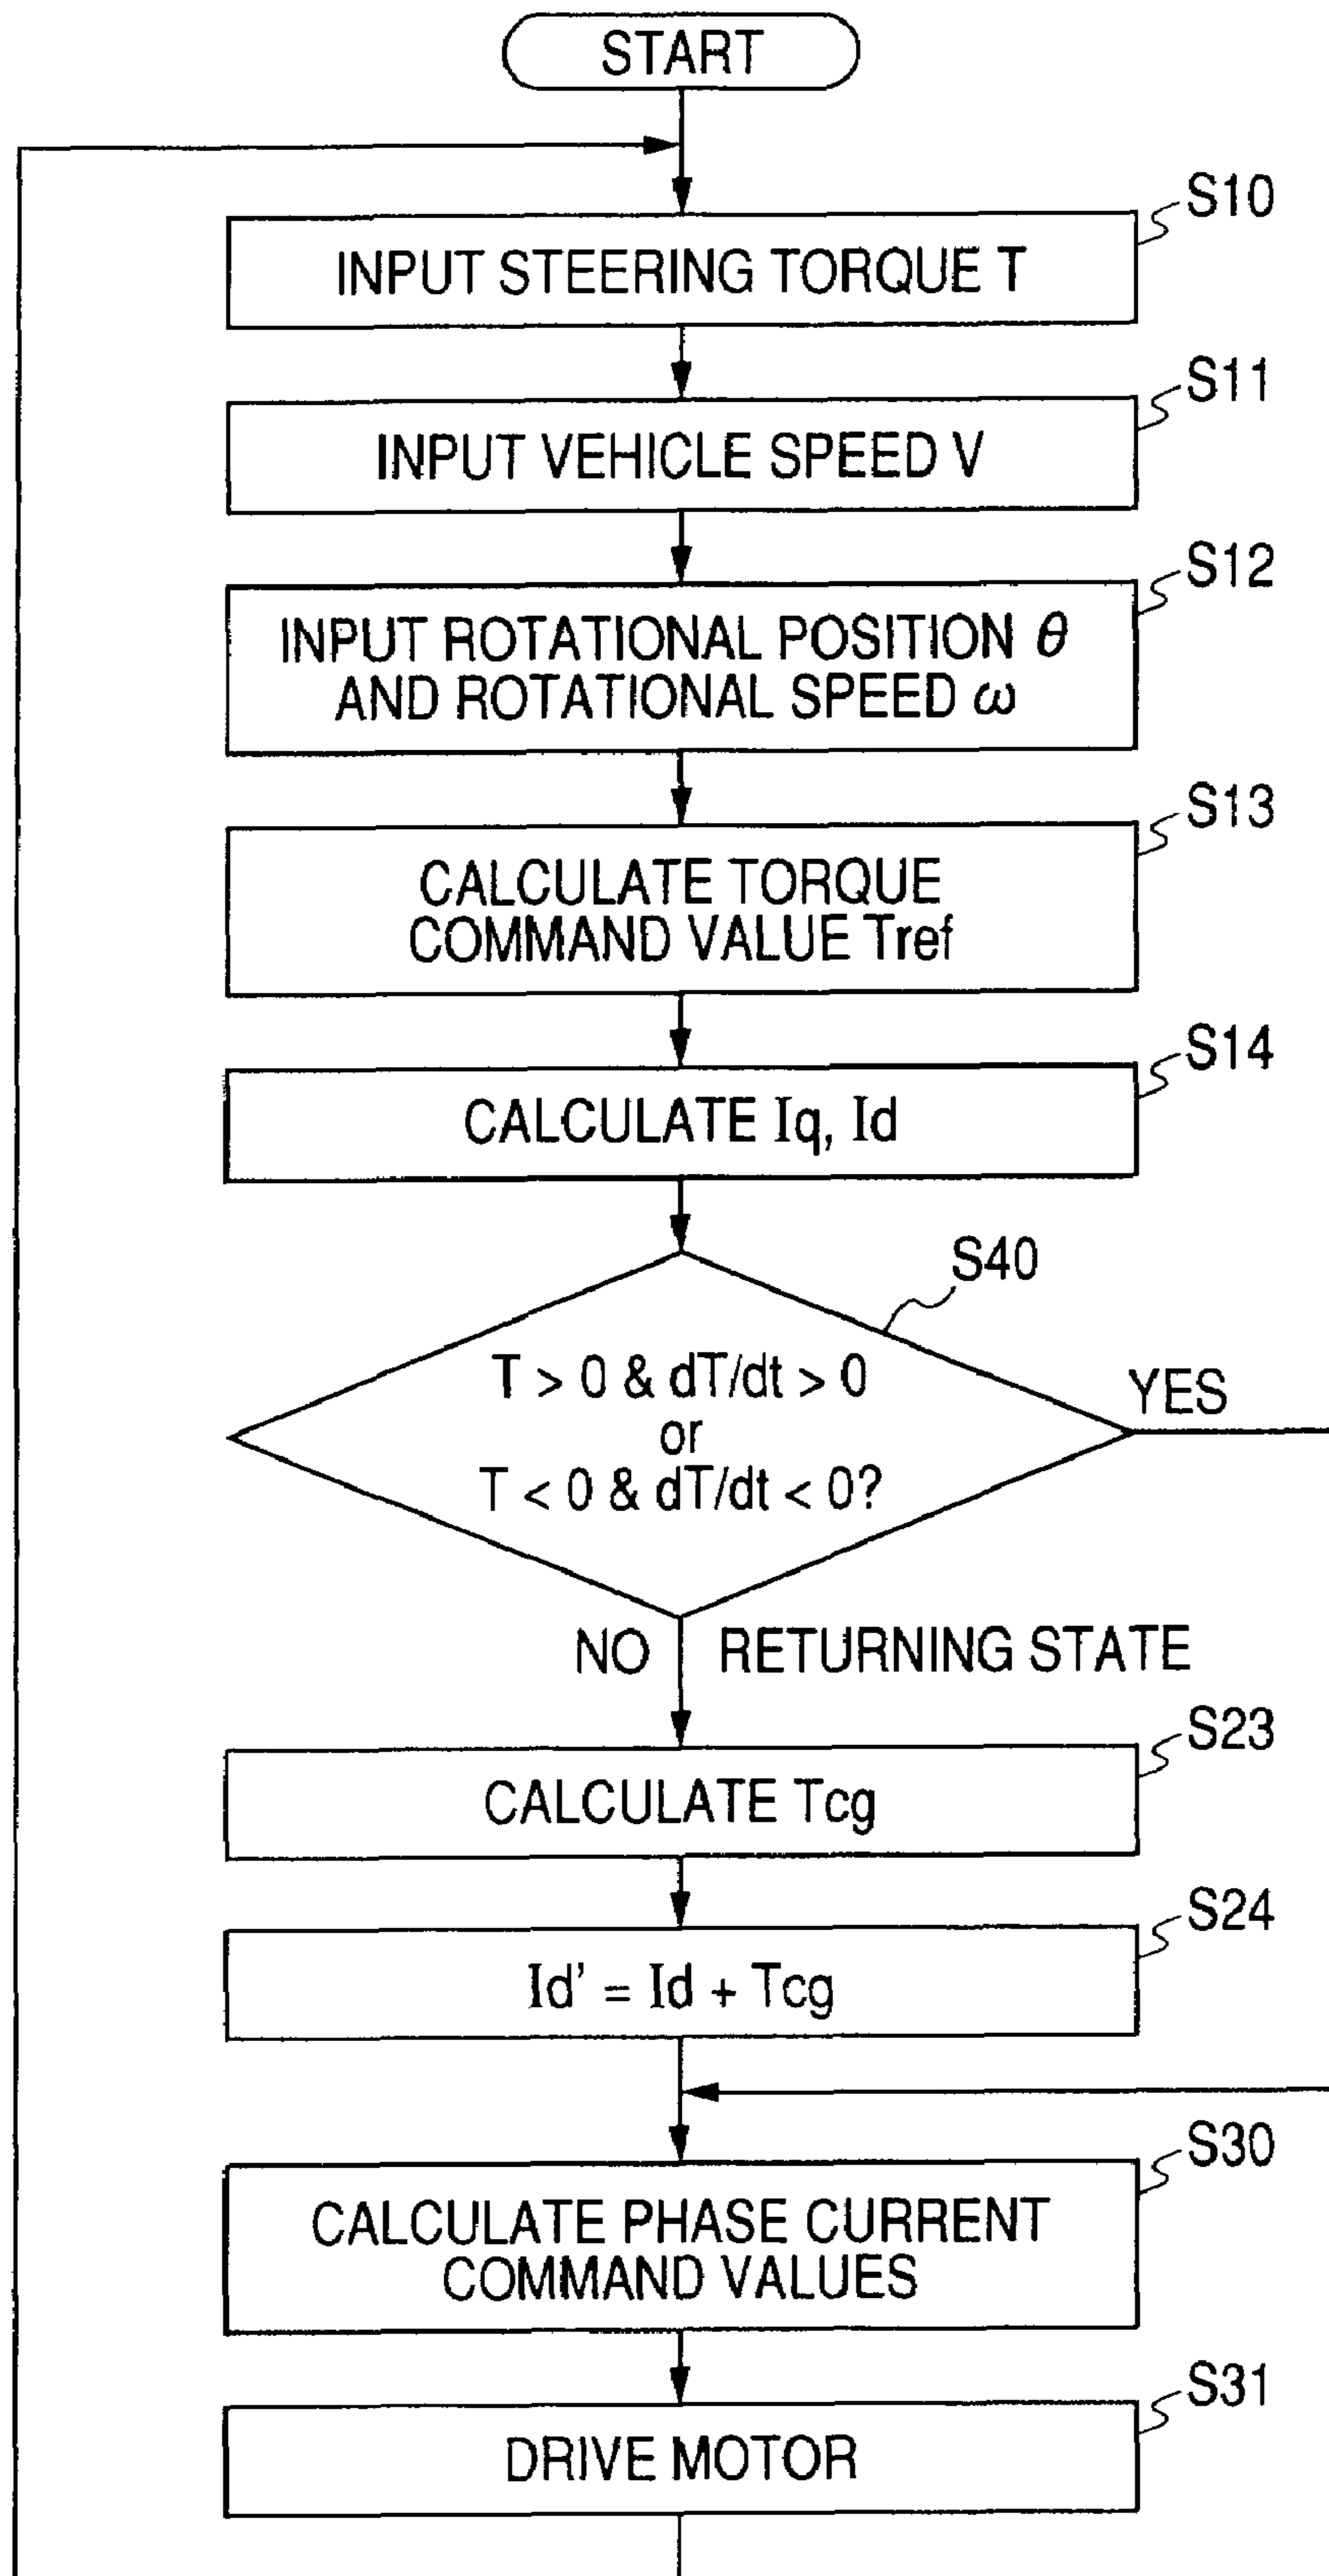 START
S10
INPUT STEERING TORQUE T
S11
INPUT VEHICLE SPEED V
S12
INPUT ROTATIONAL POSITION θ
AND ROTATIONAL SPEED ω
S13
CALCULATE TORQUE
COMMAND VALUE Tref
S14
CALCULATE Iq, Id
S40
T > 0 & dT/dt > 0
or
T < 0 & dT/dt < 0?
YES
NO
RETURNING STATE
S23
CALCULATE Tcg
S24
Id’ = Id + Tcg
S30
CALCULATE PHASE CURRENT
COMMAND VALUES
S31
DRIVE MOTOR